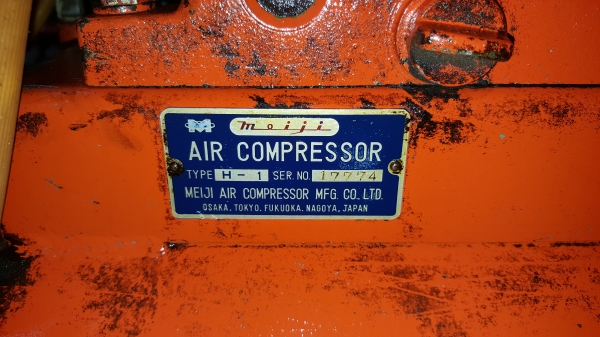 M meiji
AIR COMPRESSOR
TYPE H-1 SER. NO. 17774
MEIJI AIR COMPRESSOR MFG. CO. LTD.
OSAKA. TOKYO. FUKUOKA. NAGOYA, JAPAN